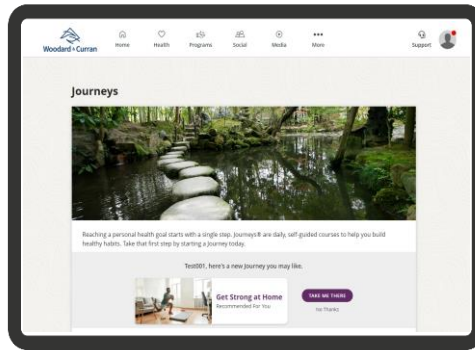 Woodard & Curran
Home
Health
Programs
Social
Media
More
Support
Journeys
Reaching a personal health goal starts with a single step. Journeys® are daily, self-guided courses to help you build
healthy habits. Take that first step by starting a Journey today.
Test001, here's a new Journey you may like.
Get Strong at Home
Recommended For You
TAKE ME THERE
No Thanks